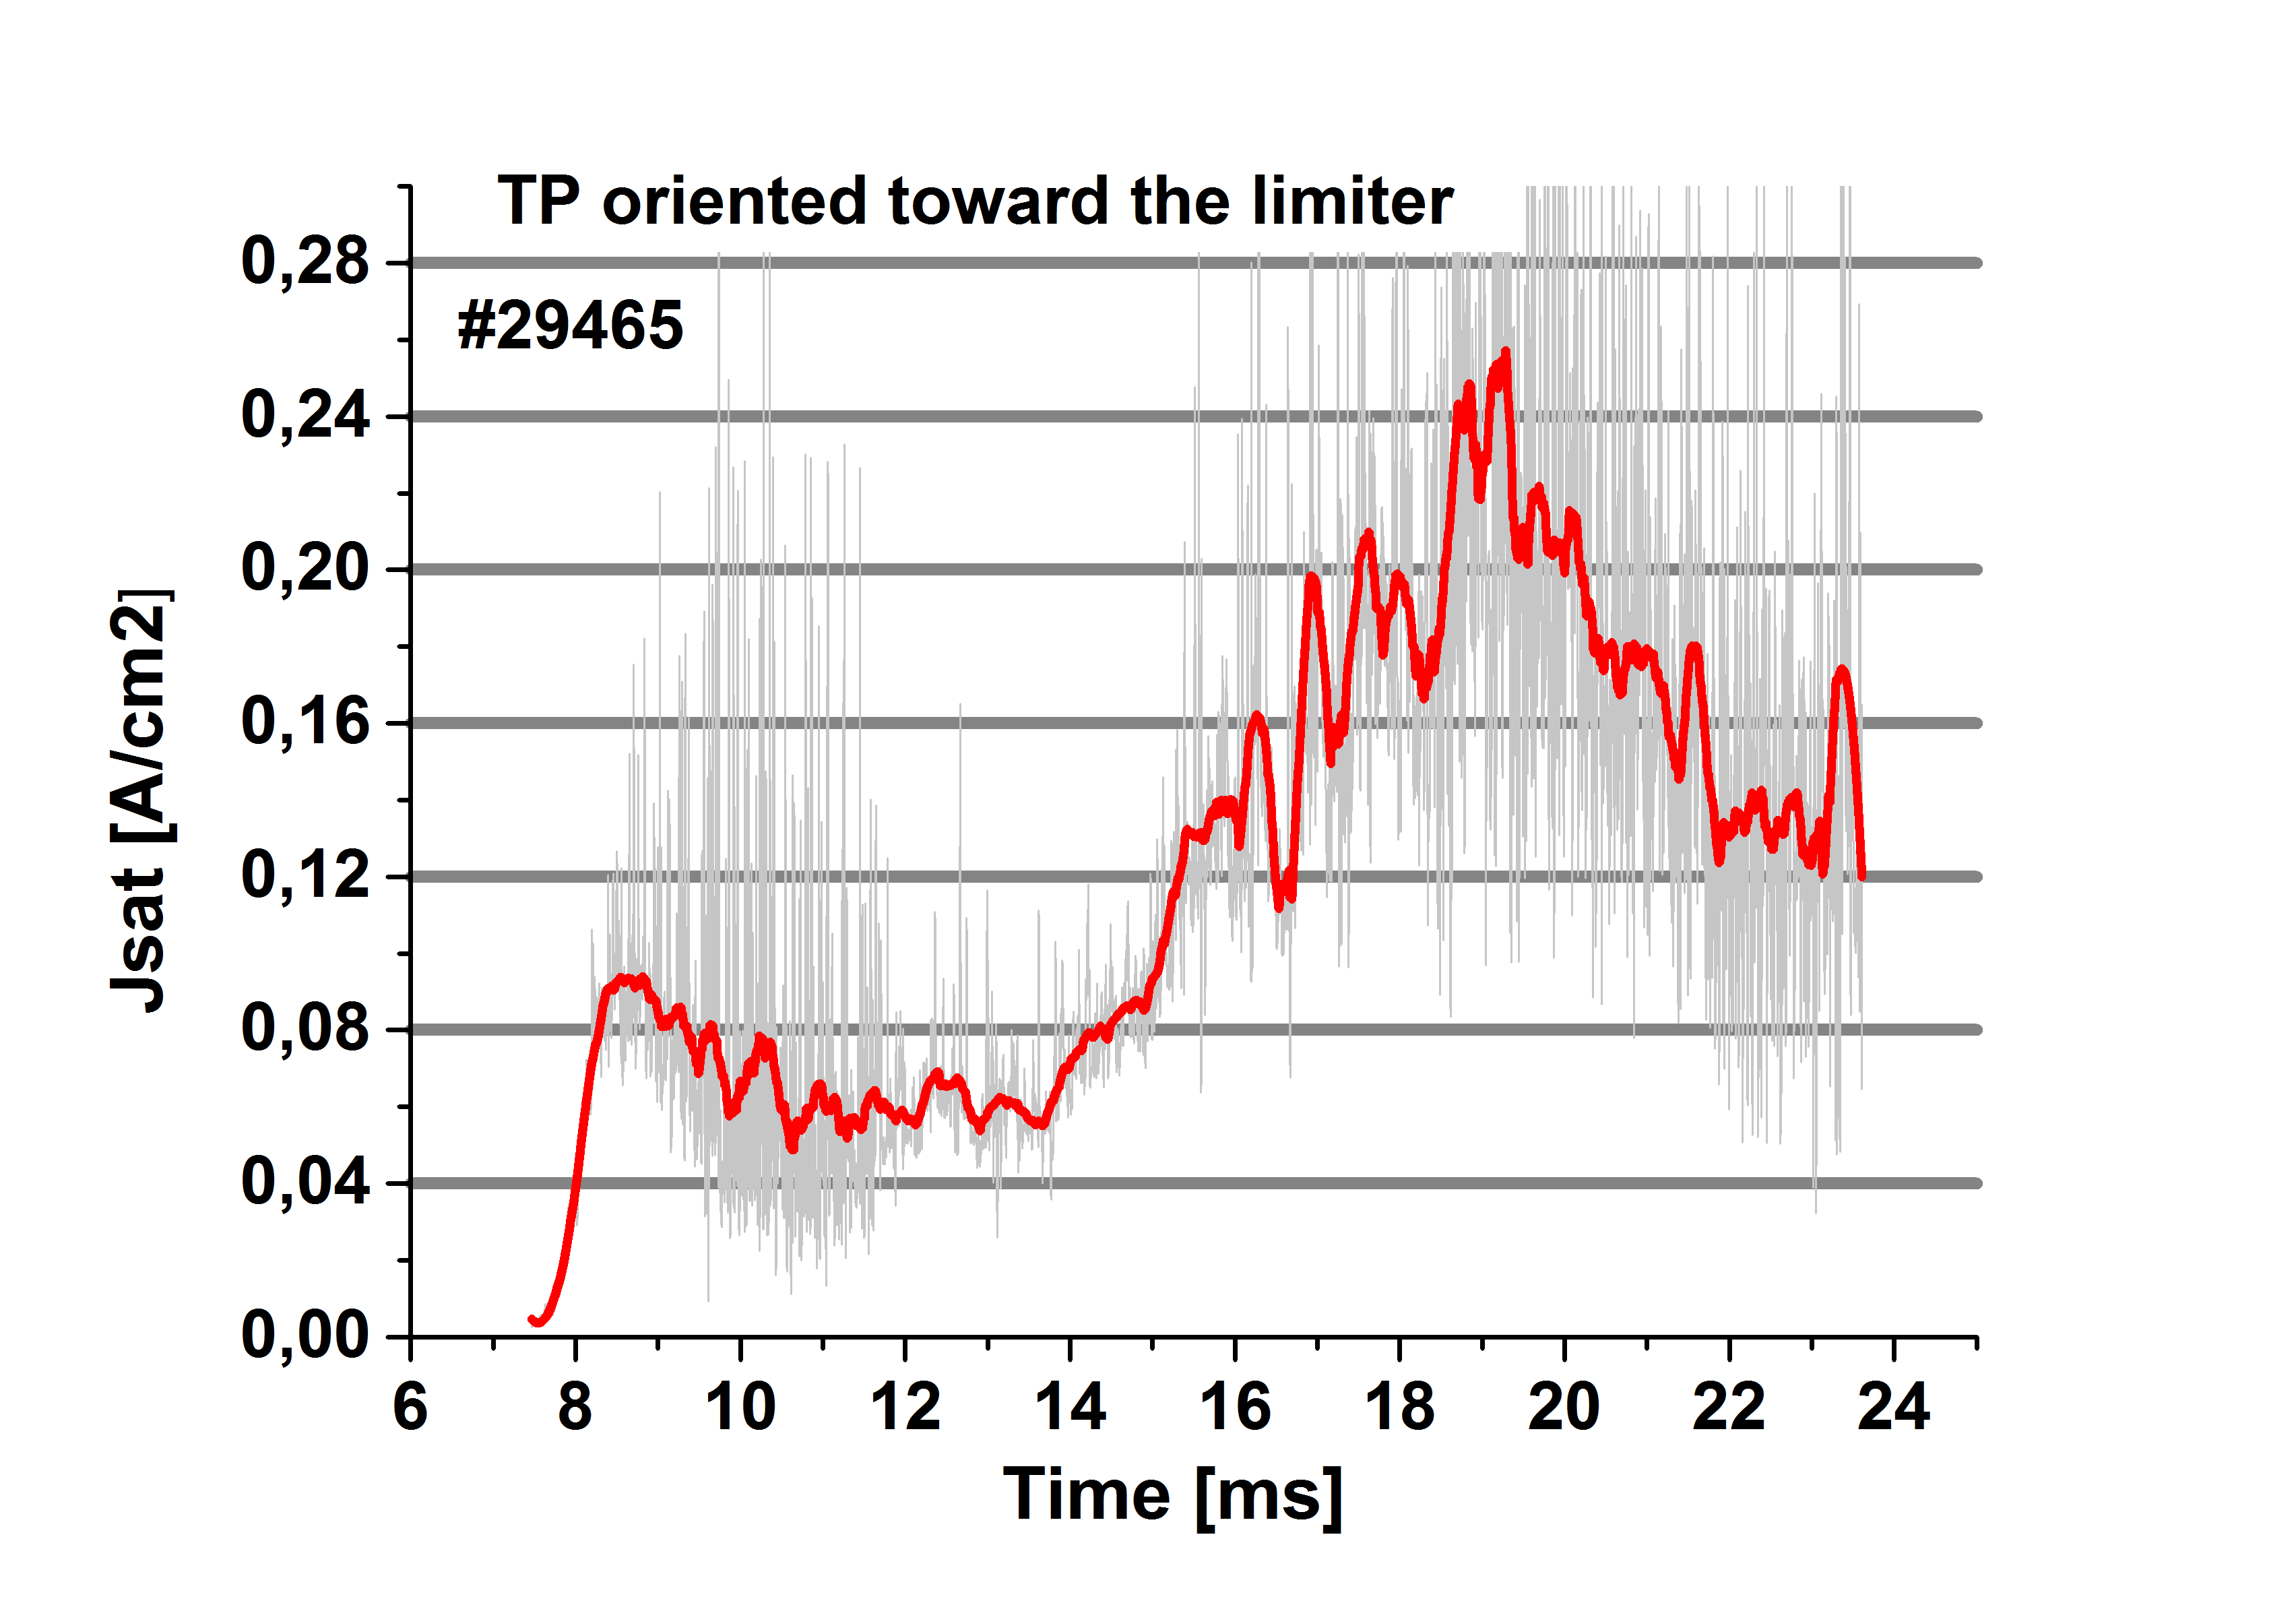 TP oriented toward the limiter
#29465
0,28
0,24
0,20
0,16
0,12
0,08
0,04
0,00
Jsat [A/cm2]
6 8 10 12 14 16 18 20 22 24
Time [ms]